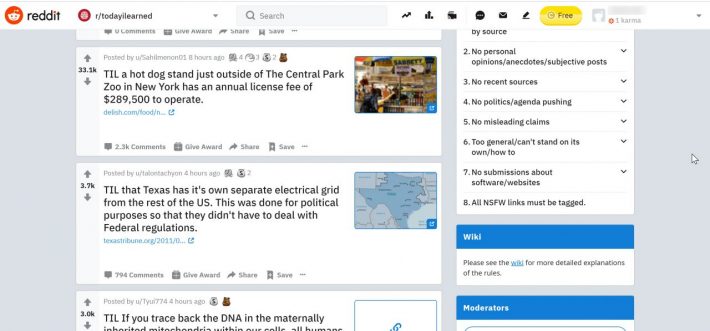 reddit
r/todayilearned
Search
Free
1 karma
0 Comments Give Award Share Save
by source
33.1k
Posted by u/Sahilmenon01 8 hours ago 4 3 2
TIL a hot dog stand just outside of The Central Park
Zoo in New York has an annual license fee of
$289,500 to operate.
delish.com/food/n...
SABRETT
2.3k Comments Give Award Share Save
3.7k
Posted by u/talontachyon 4 hours ago 2
TIL that Texas has it's own separate electrical grid
from the rest of the US. This was done for political
purposes so that they didn't have to deal with
Federal regulations.
texastribune.org/2011/0...
794 Comments Give Award Share Save
3.0k
Posted by u/Tyui774 4 hours ago
TIL If you trace back the DNA in the maternally
inherited mitochondria within our cells, all humans
2. No personal
opinions/anecdotes/subjective posts
3. No recent sources
4. No politics/agenda pushing
5. No misleading claims
6. Too general/can't stand on its
own/how to
7. No submissions about
software/websites
8. All NSFW links must be tagged.
Wiki
Please see the wiki for more detailed explanations
of the rules.
Moderators